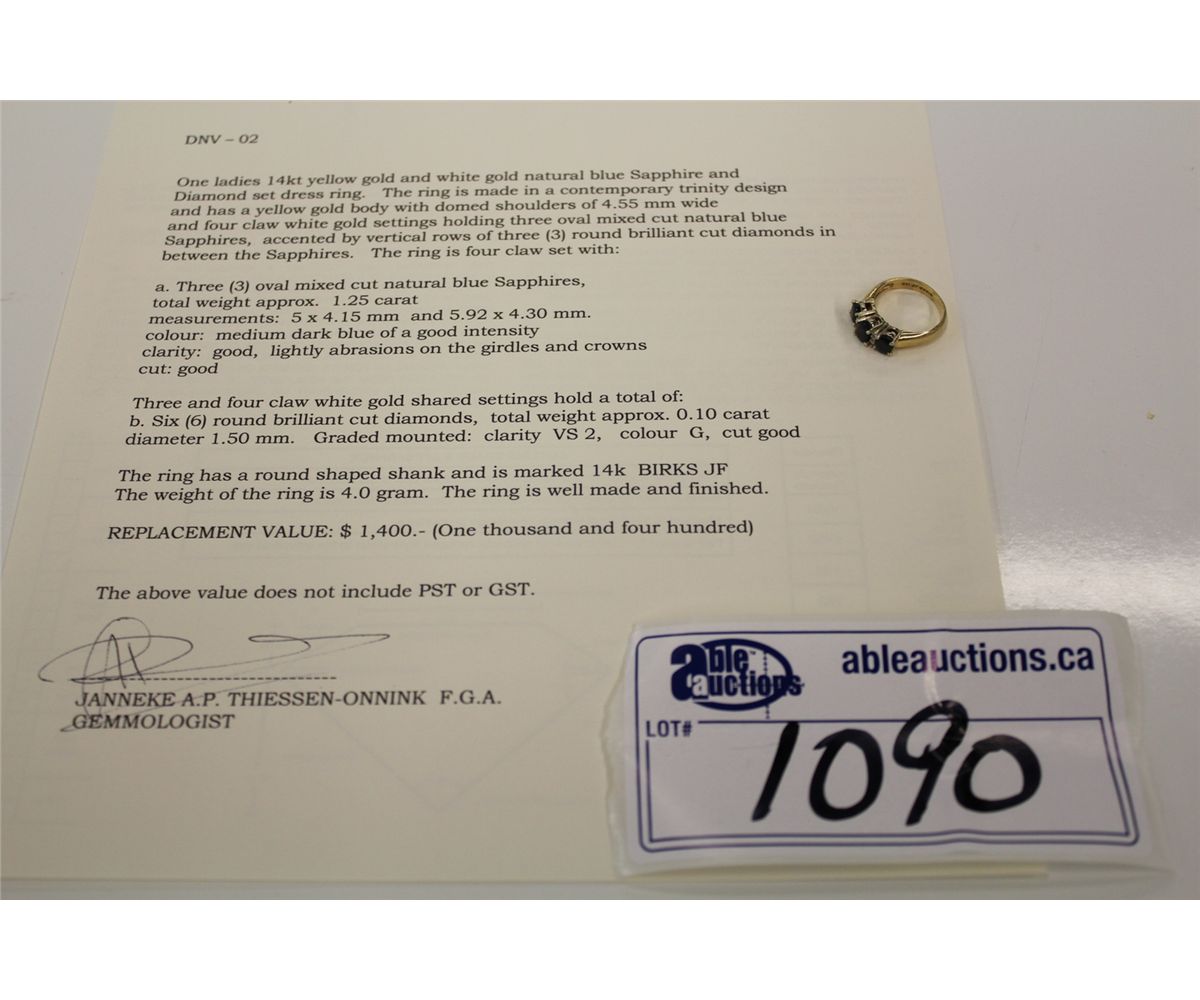 DNV – 02
One ladies 14kt yellow gold and white gold natural blue Sapphire and
Diamond set dress ring. The ring is made in a contemporary trinity design
and has a yellow gold body with domed shoulders of 4.55 mm wide
and four claw white gold settings holding three oval mixed cut natural blue
Sapphires, accented by vertical rows of three (3) round brilliant cut diamonds in
between the Sapphires. The ring is four claw set with:
a. Three (3) oval mixed cut natural blue Sapphires,
total weight approx. 1.25 carat
measurements: 5 x 4.15 mm and 5.92 x 4.30 mm.
colour: medium dark blue of a good intensity
clarity: good, lightly abrasions on the girdles and crowns
cut: good
Three and four claw white gold shared settings hold a total of:
b. Six (6) round brilliant cut diamonds, total weight approx. 0.10 carat
diameter 1.50 mm. Graded mounted: clarity VS 2, colour G, cut good
The ring has a round shaped shank and is marked 14k BIRKS JF
The weight of the ring is 4.0 gram. The ring is well made and finished.
REPLACEMENT VALUE: $ 1,400.- (One thousand and four hundred)
The above value does not include PST or GST.
JANNEKE A.P. THIESSEN-ONNINK F.G.A.
GEMMOLOGIST
able auctions™
ableauctions.ca
LOT#
1090